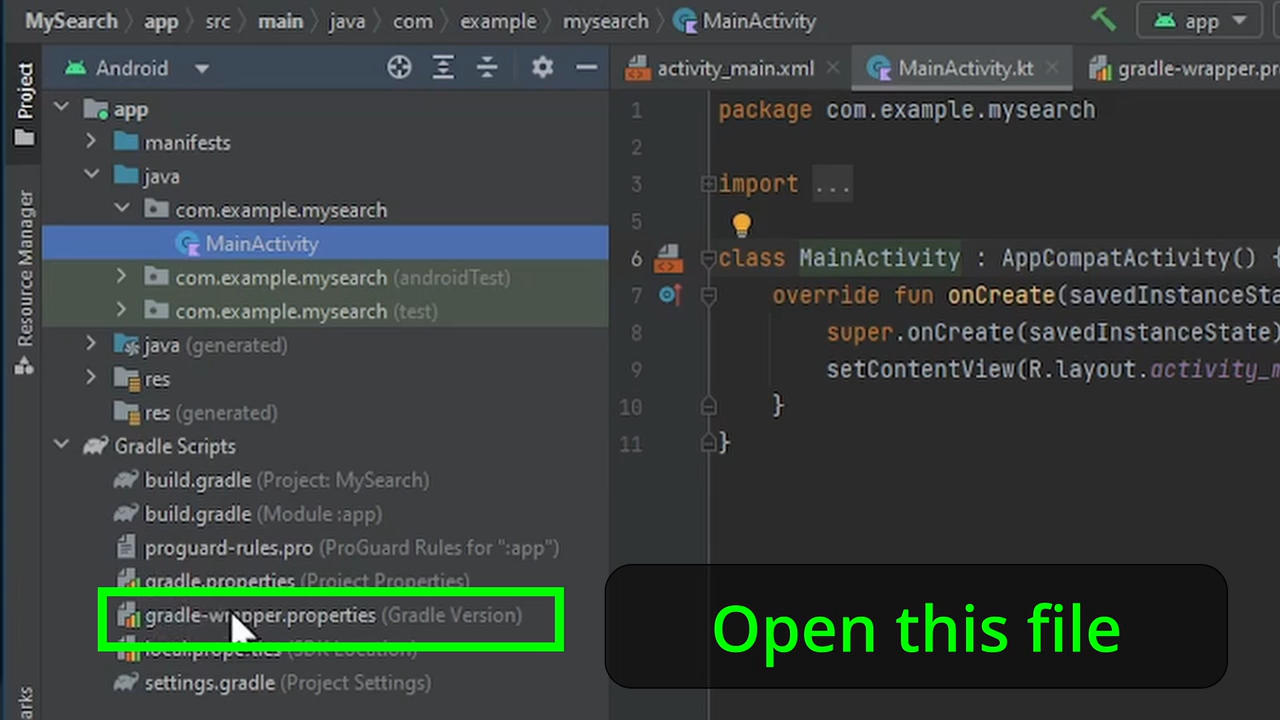 MySearch app src main java com example mysearch MainActivity app
Project
Resource Manager
Android
app
manifests
java
com.example.mysearch
MainActivity
com.example.mysearch (androidTest)
com.example.mysearch (test)
java (generated)
res
res (generated)
Gradle Scripts
build.gradle (Project: MySearch)
build.gradle (Module :app)
proguard-rules.pro (ProGuard Rules for ":app")
gradle.properties (Project Properties)
gradle-wrapper.properties (Gradle Version)
local.properties (SDK Location)
settings.gradle (Project Settings)
activity_main.xml MainActivity.kt gradle-wrapper.pr
1 package com.example.mysearch
2
3 import ...
5
6 class MainActivity : AppCompatActivity() {
7 override fun onCreate(savedInstanceSta
8 super.onCreate(savedInstanceState)
9 setContentView(R.layout.activity_m
10 }
11 }
Open this file